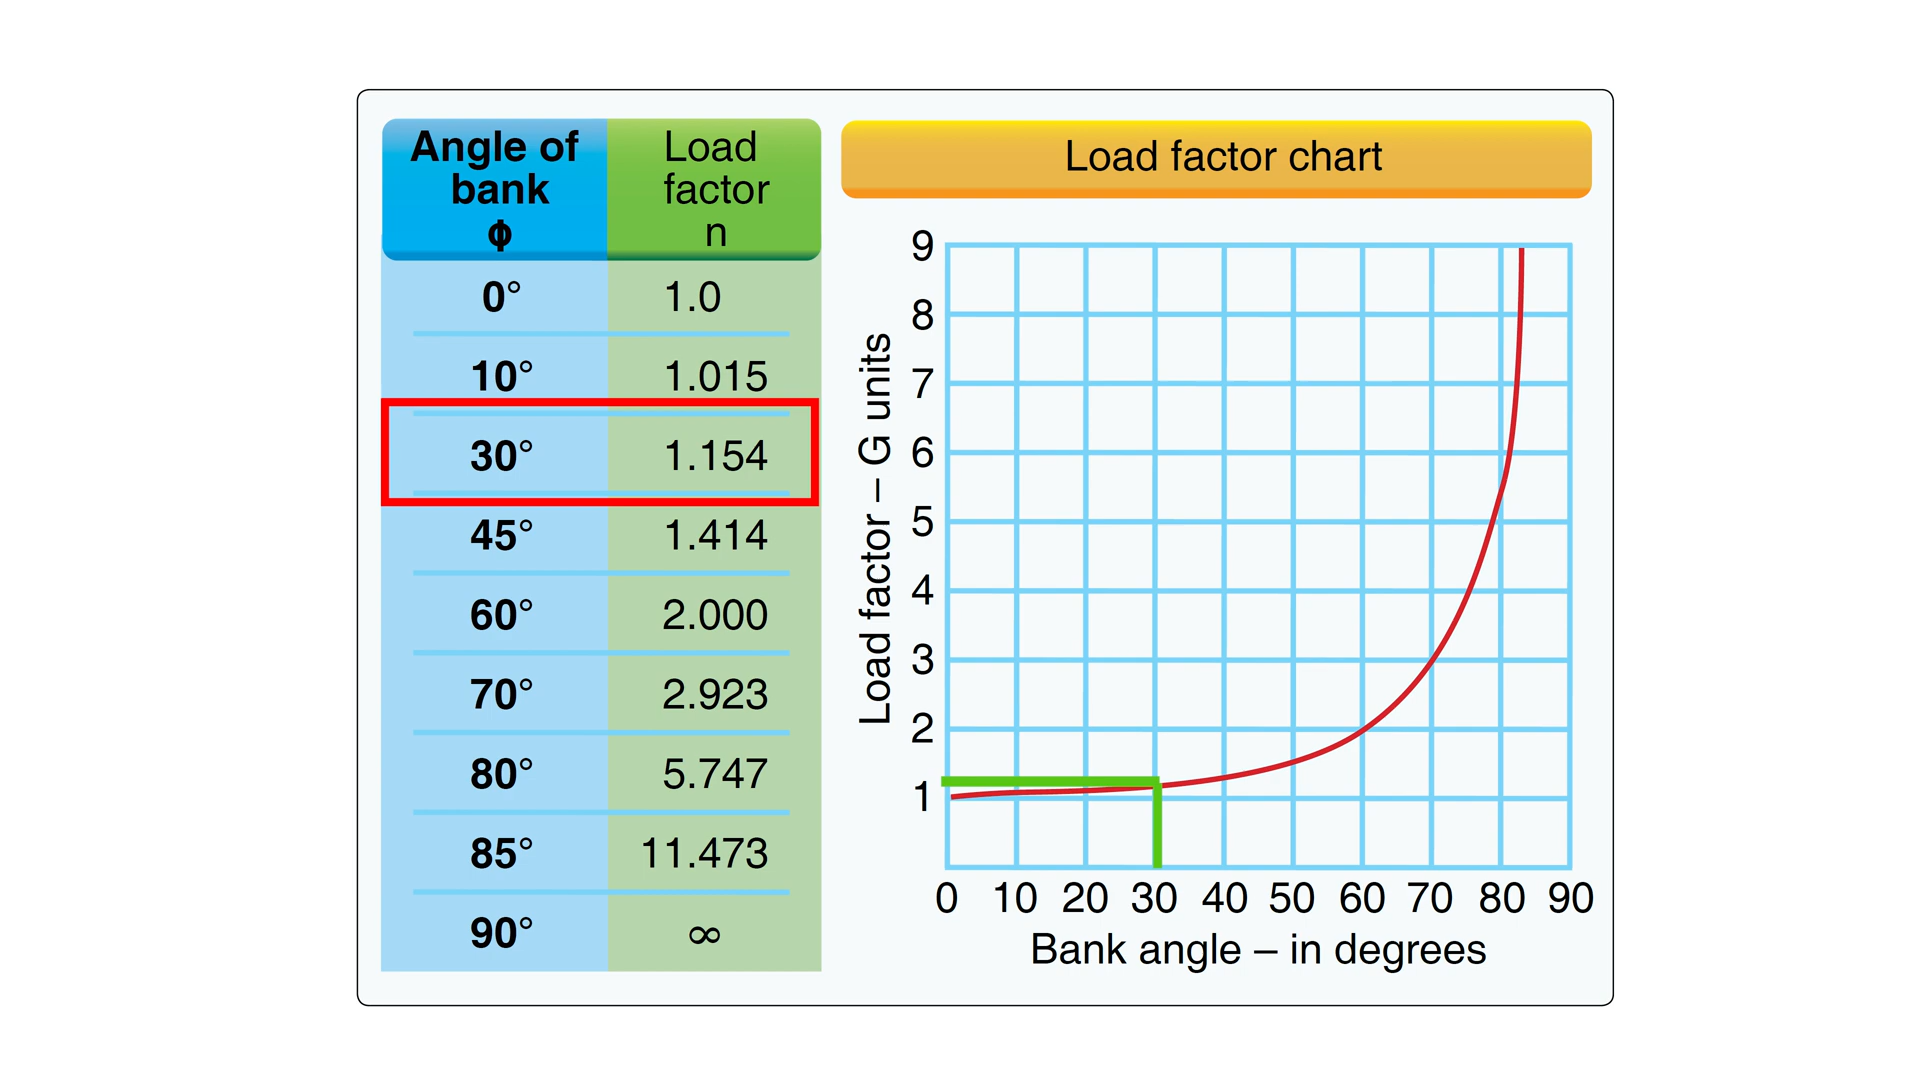 Angle of
bank
ϕ
Load
factor
n
0° 1.0
10° 1.015
30° 1.154
45° 1.414
60° 2.000
70° 2.923
80° 5.747
85° 11.473
90° ∞
Load factor chart
Load factor – G units
9
8
7
6
5
4
3
2
1
0 10 20 30 40 50 60 70 80 90
Bank angle – in degrees